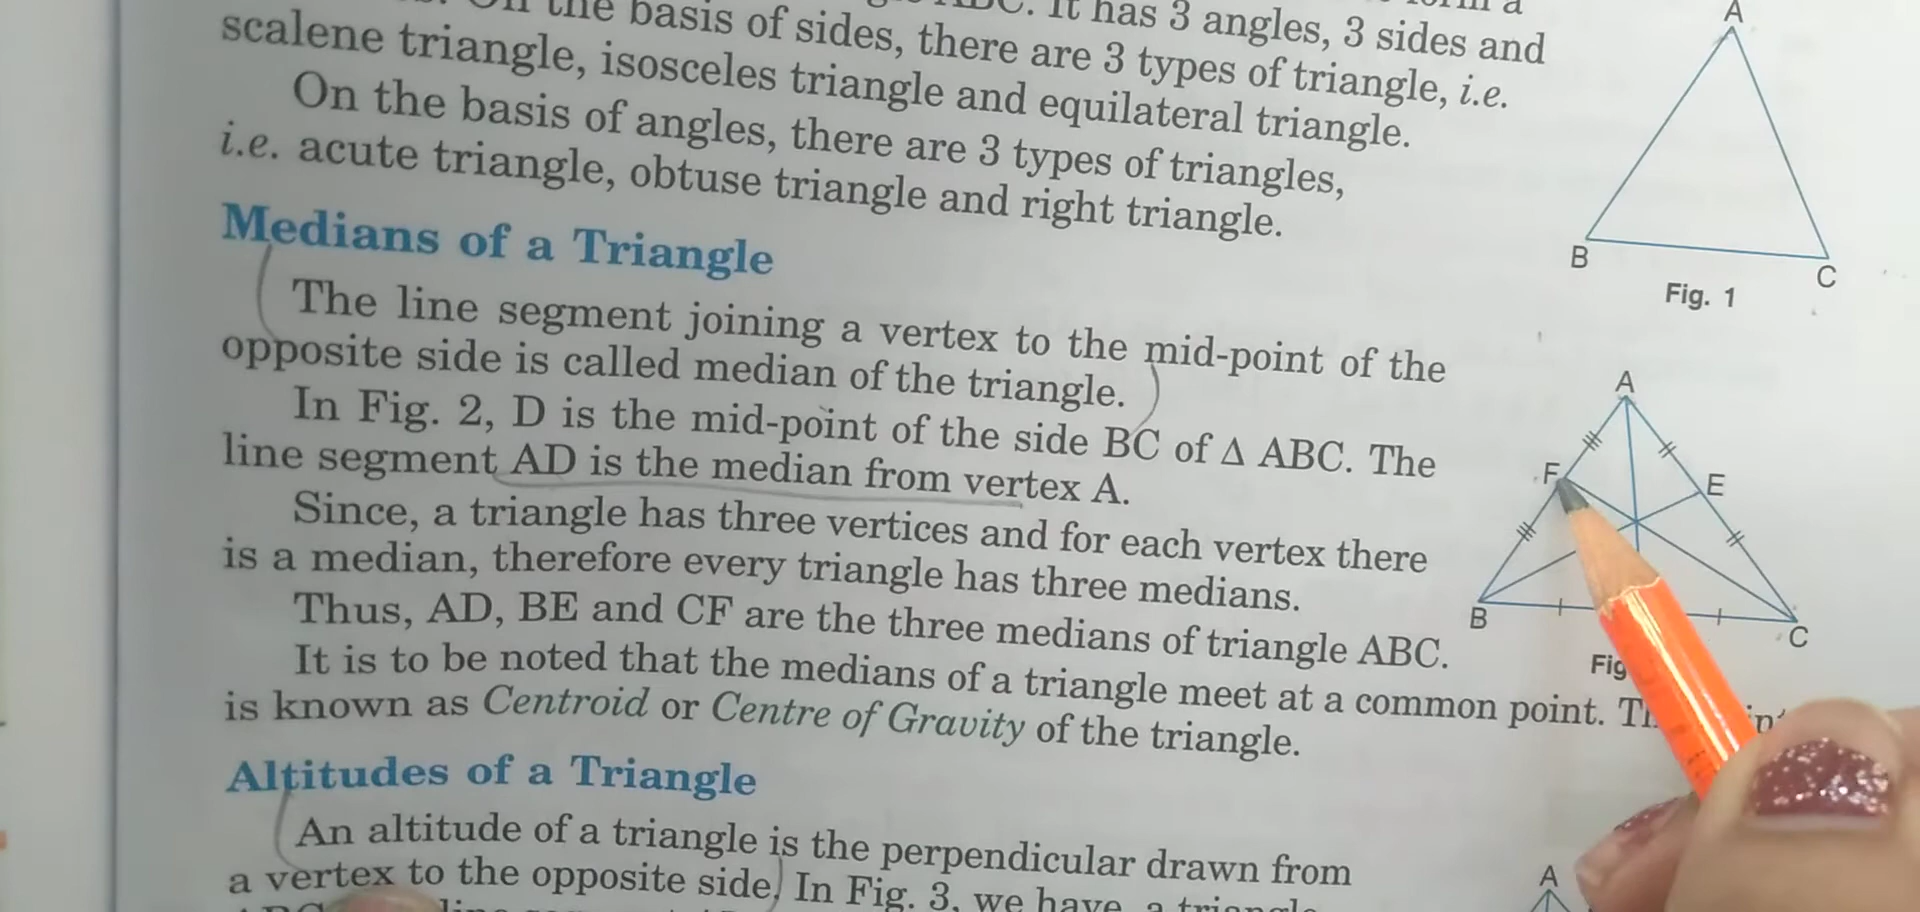 On the basis of sides, there are 3 types of triangle, i.e.
ABC. It has 3 angles, 3 sides and
scalene triangle, isosceles triangle and equilateral triangle.
On the basis of angles, there are 3 types of triangles,
i.e. acute triangle, obtuse triangle and right triangle.
A
B
C
Fig. 1
Medians of a Triangle
The line segment joining a vertex to the mid-point of the
opposite side is called median of the triangle.
In Fig. 2, D is the mid-point of the side BC of Δ ABC. The
line segment AD is the median from vertex A.
Since, a triangle has three vertices and for each vertex there
is a median, therefore every triangle has three medians.
Thus, AD, BE and CF are the three medians of triangle ABC.
It is to be noted that the medians of a triangle meet at a common point.
is known as Centroid or Centre of Gravity of the triangle.
A
F
E
B
C
Fig
Altitudes of a Triangle
An altitude of a triangle is the perpendicular drawn from
a vertex to the opposite side. In Fig. 3, we have a triangle
A